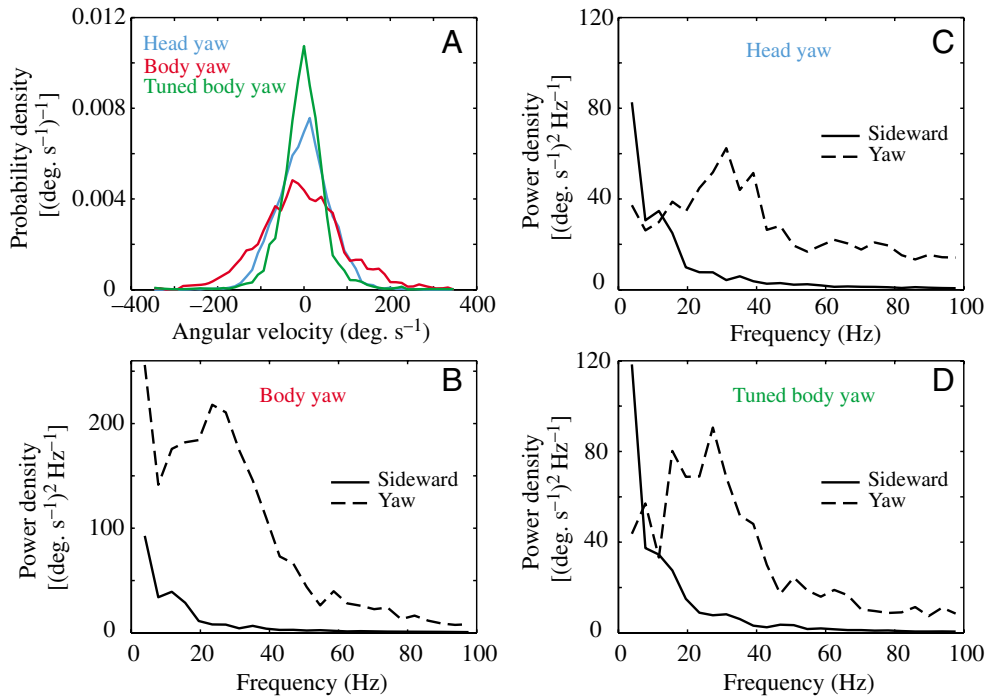 A
Head yaw
Body yaw
Tuned body yaw
Probability density
[(deg. s⁻¹)⁻¹]
0.012
0.008
0.004
0
−400
−200
0
200
400
Angular velocity (deg. s⁻¹)
C
Head yaw
Sideward
Yaw
Power density
[(deg. s⁻¹)² Hz⁻¹]
120
80
40
0
0
20
40
60
80
100
Frequency (Hz)
B
Body yaw
Sideward
Yaw
Power density
[(deg. s⁻¹)² Hz⁻¹]
200
100
0
0
20
40
60
80
100
Frequency (Hz)
D
Tuned body yaw
Sideward
Yaw
Power density
[(deg. s⁻¹)² Hz⁻¹]
120
80
40
0
0
20
40
60
80
100
Frequency (Hz)